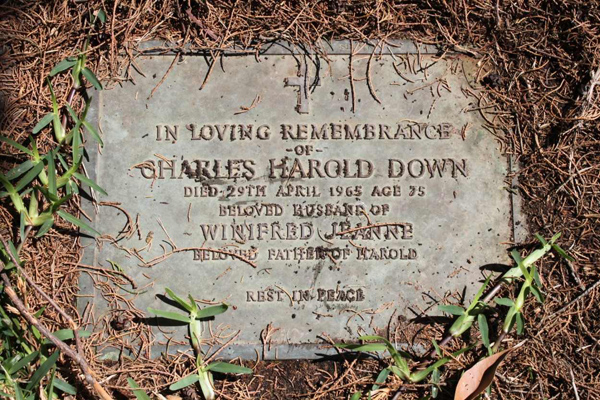 IN LOVING REMEMBRANCE
-OF-
CHARLES HAROLD DOWN
DIED 29TH APRIL 1965 AGE 75
BELOVED HUSBAND OF
WINIFRED JEANNE
BELOVED FATHER OF HAROLD
REST IN PEACE